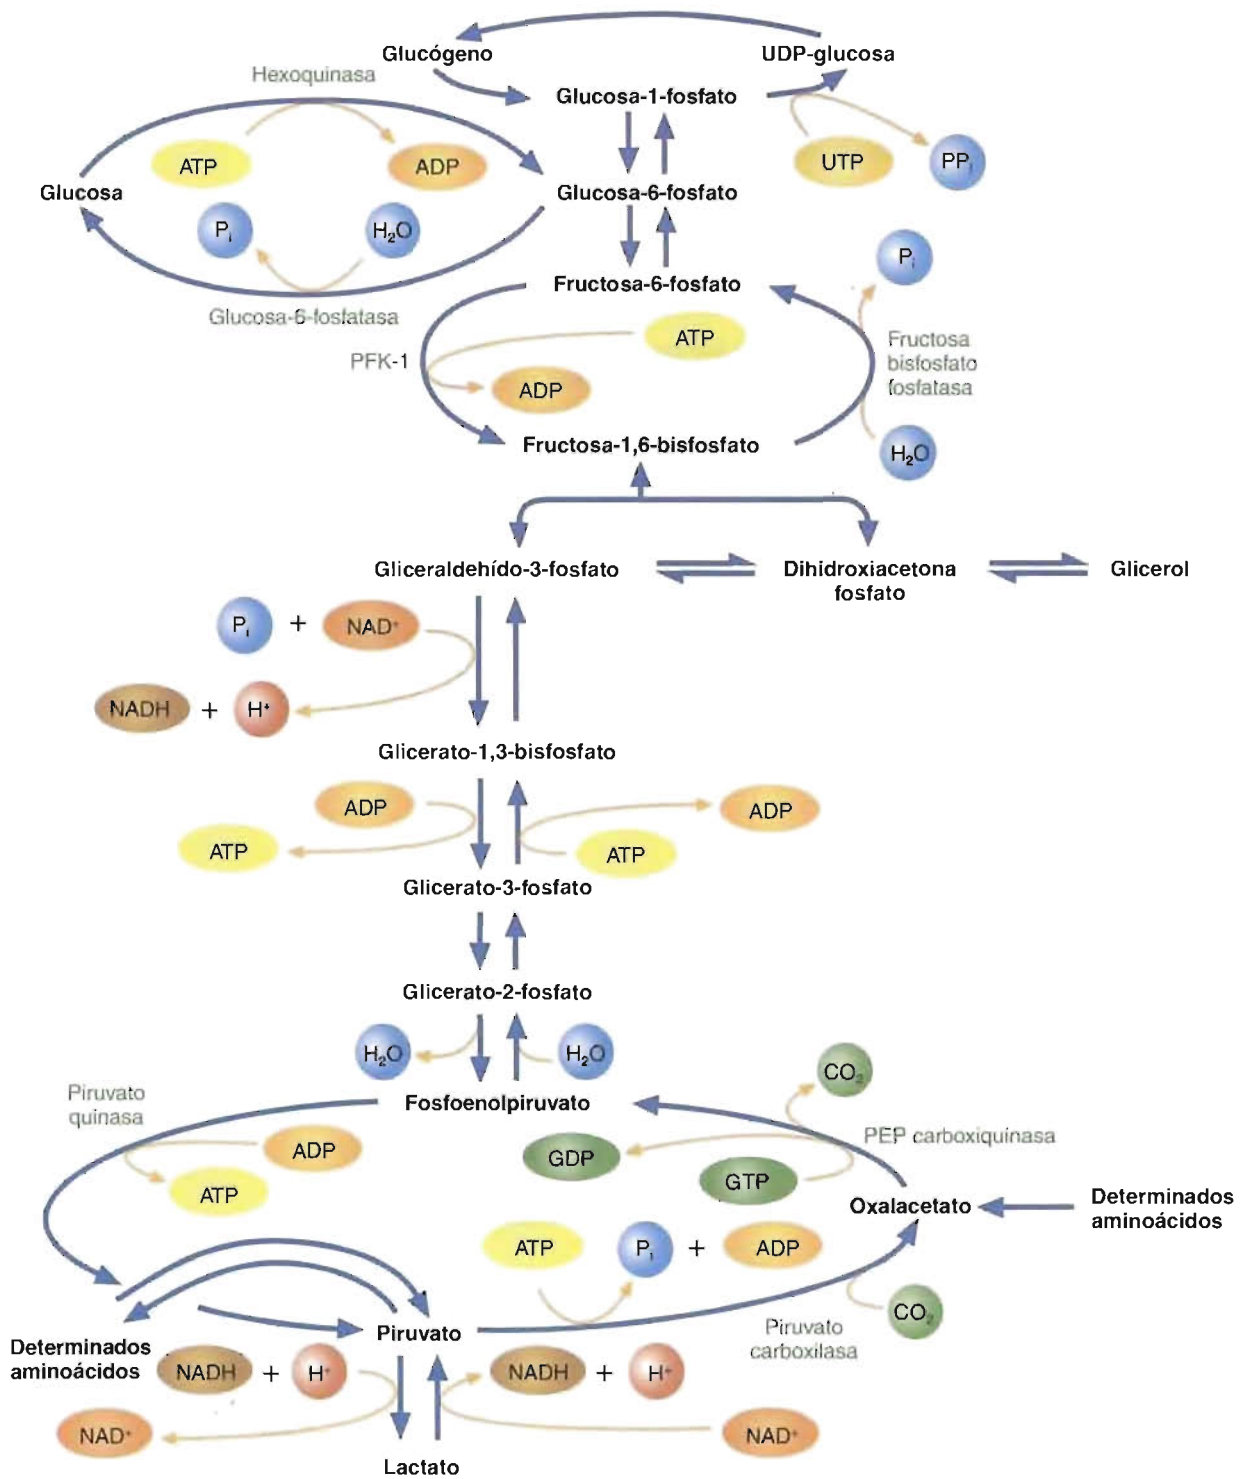 Glucógeno
UDP-glucosa
Hexoquinasa
Glucosa-1-fosfato
ATP
ADP
UTP
PPi
Glucosa
Glucosa-6-fosfato
Pi
H₂O
Pi
Fructosa-6-fosfato
Glucosa-6-fosfatasa
ATP
PFK-1
Fructosa
bisfosfato
fosfatasa
ADP
Fructosa-1,6-bisfosfato
H₂O
Gliceraldehído-3-fosfato
Dihidroxiacetona
fosfato
Glicerol
Pi + NAD⁺
NADH + H⁺
Glicerato-1,3-bisfosfato
ADP
ADP
ATP
ATP
Glicerato-3-fosfato
Glicerato-2-fosfato
H₂O
H₂O
CO₂
Piruvato
quinasa
Fosfoenolpiruvato
PEP carboxiquinasa
ADP
GDP
ATP
GTP
Oxalacetato
Determinados
aminoácidos
ATP
Pi + ADP
CO₂
Piruvato
carboxilasa
Piruvato
Determinados
aminoácidos
NADH + H⁺
NADH + H⁺
NAD⁺
NAD⁺
Lactato